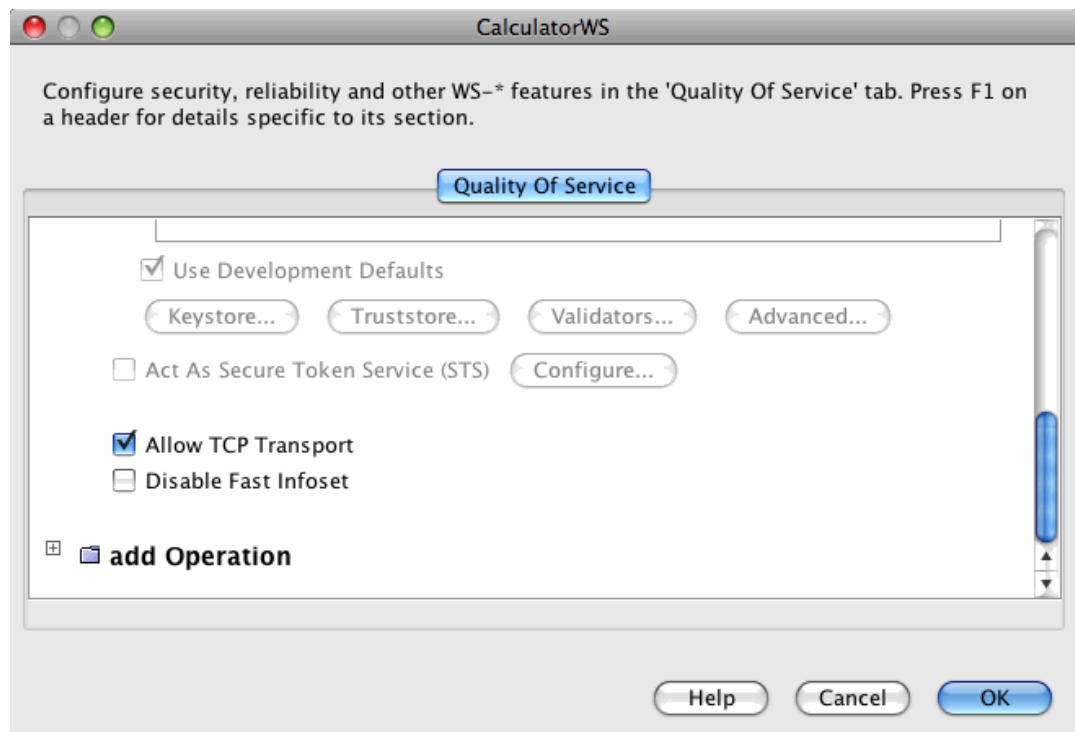 CalculatorWS
Configure security, reliability and other WS-* features in the 'Quality Of Service' tab. Press F1 on
a header for details specific to its section.
Quality Of Service
Use Development Defaults
Keystore... Truststore... Validators... Advanced...
Act As Secure Token Service (STS) Configure...
Allow TCP Transport
Disable Fast Infoset
add Operation
Help Cancel OK